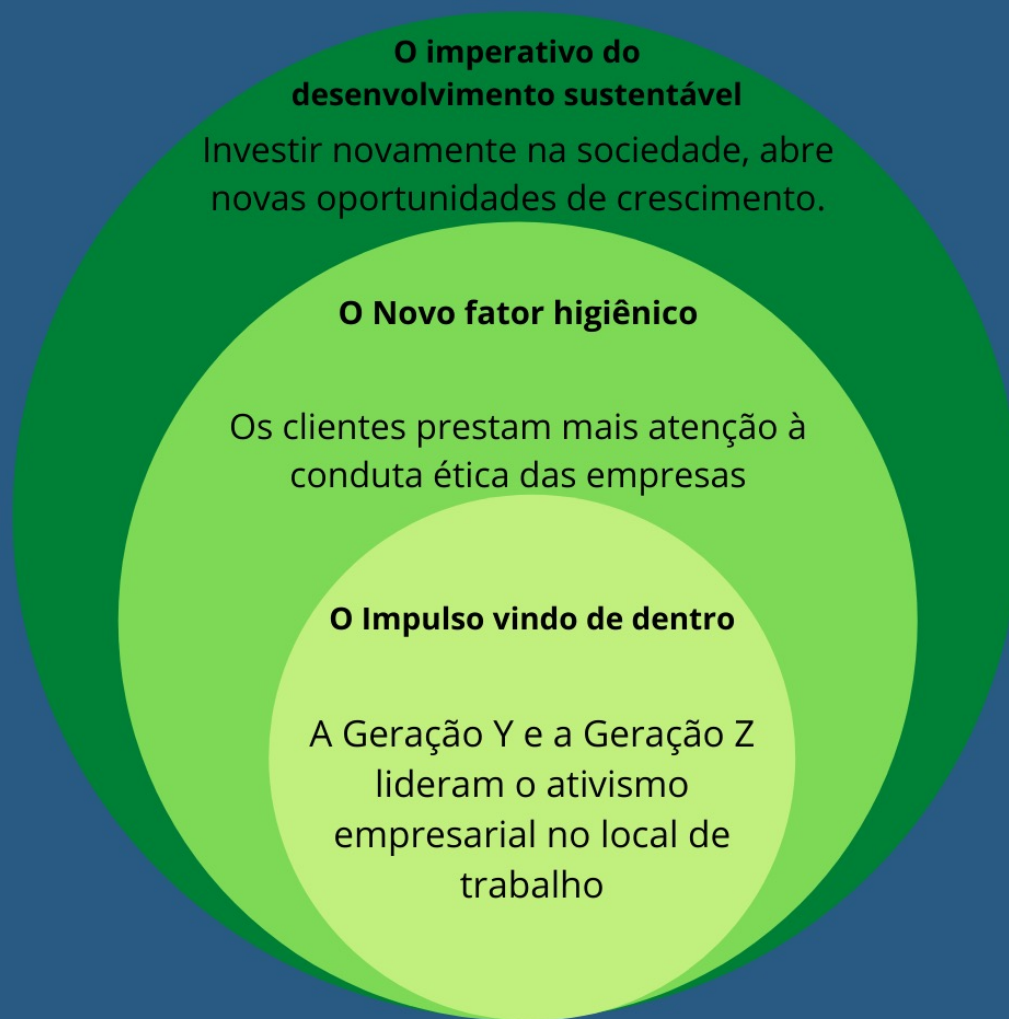 O imperativo do
desenvolvimento sustentável
Investir novamente na sociedade, abre
novas oportunidades de crescimento.
O Novo fator higiênico
Os clientes prestam mais atenção à
conduta ética das empresas
O Impulso vindo de dentro
A Geração Y e a Geração Z
lideram o ativismo
empresarial no local de
trabalho